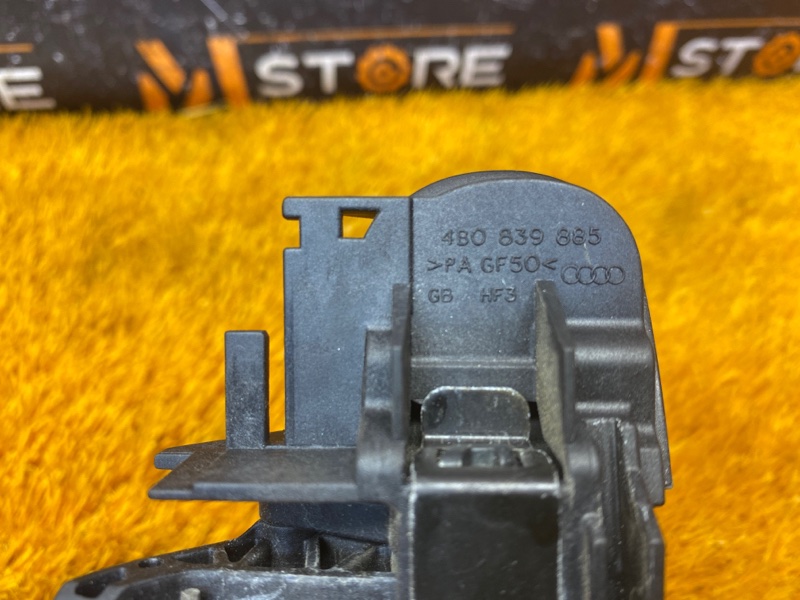 STORE
STORE
4B0 839 885
>PA GF50<
GB HF3